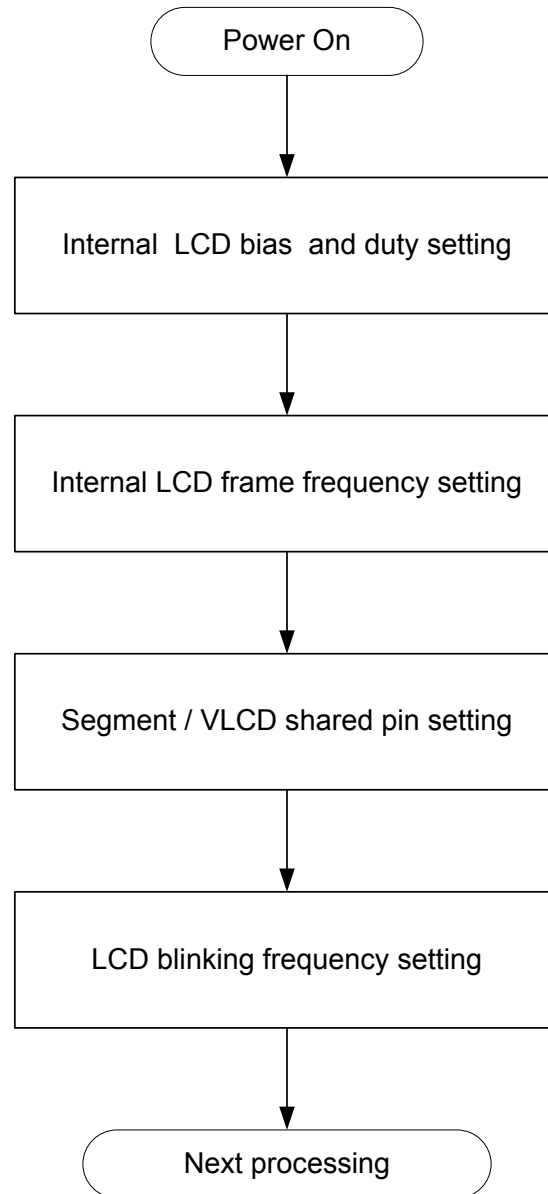 Power On
Internal LCD bias and duty setting
Internal LCD frame frequency setting
Segment / VLCD shared pin setting
LCD blinking frequency setting
Next processing